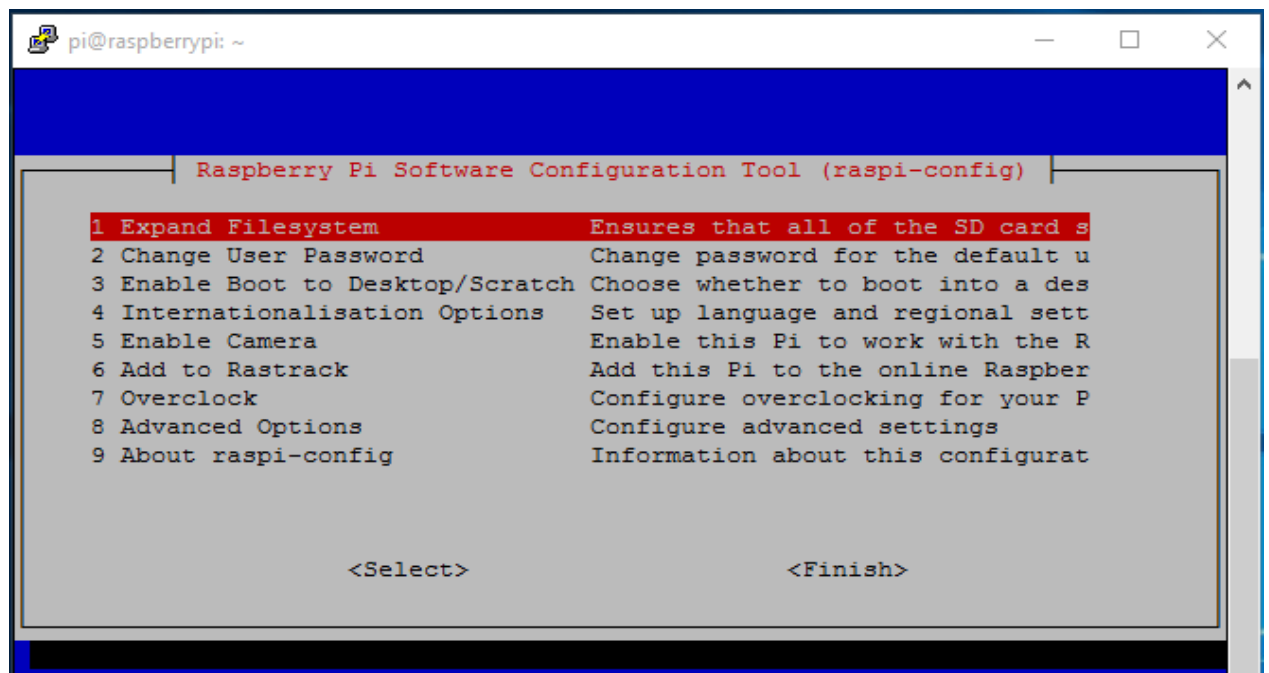 pi@raspberrypi: ~
Raspberry Pi Software Configuration Tool (raspi-config)
1 Expand Filesystem Ensures that all of the SD card s
2 Change User Password Change password for the default u
3 Enable Boot to Desktop/Scratch Choose whether to boot into a des
4 Internationalisation Options Set up language and regional sett
5 Enable Camera Enable this Pi to work with the R
6 Add to Rastrack Add this Pi to the online Raspber
7 Overclock Configure overclocking for your P
8 Advanced Options Configure advanced settings
9 About raspi-config Information about this configurat
<Select> <Finish>